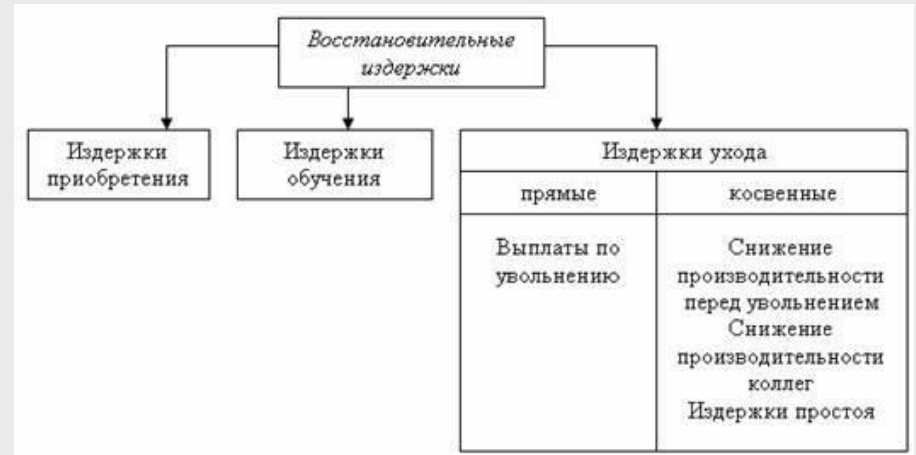 Восстановительные
издержки
Издержки
приобретения
Издержки
обучения
Издержки ухода
прямые
косвенные
Выплаты по
увольнению
Снижение
производительности
перед увольнением
Снижение
производительности
коллег
Издержки простоя